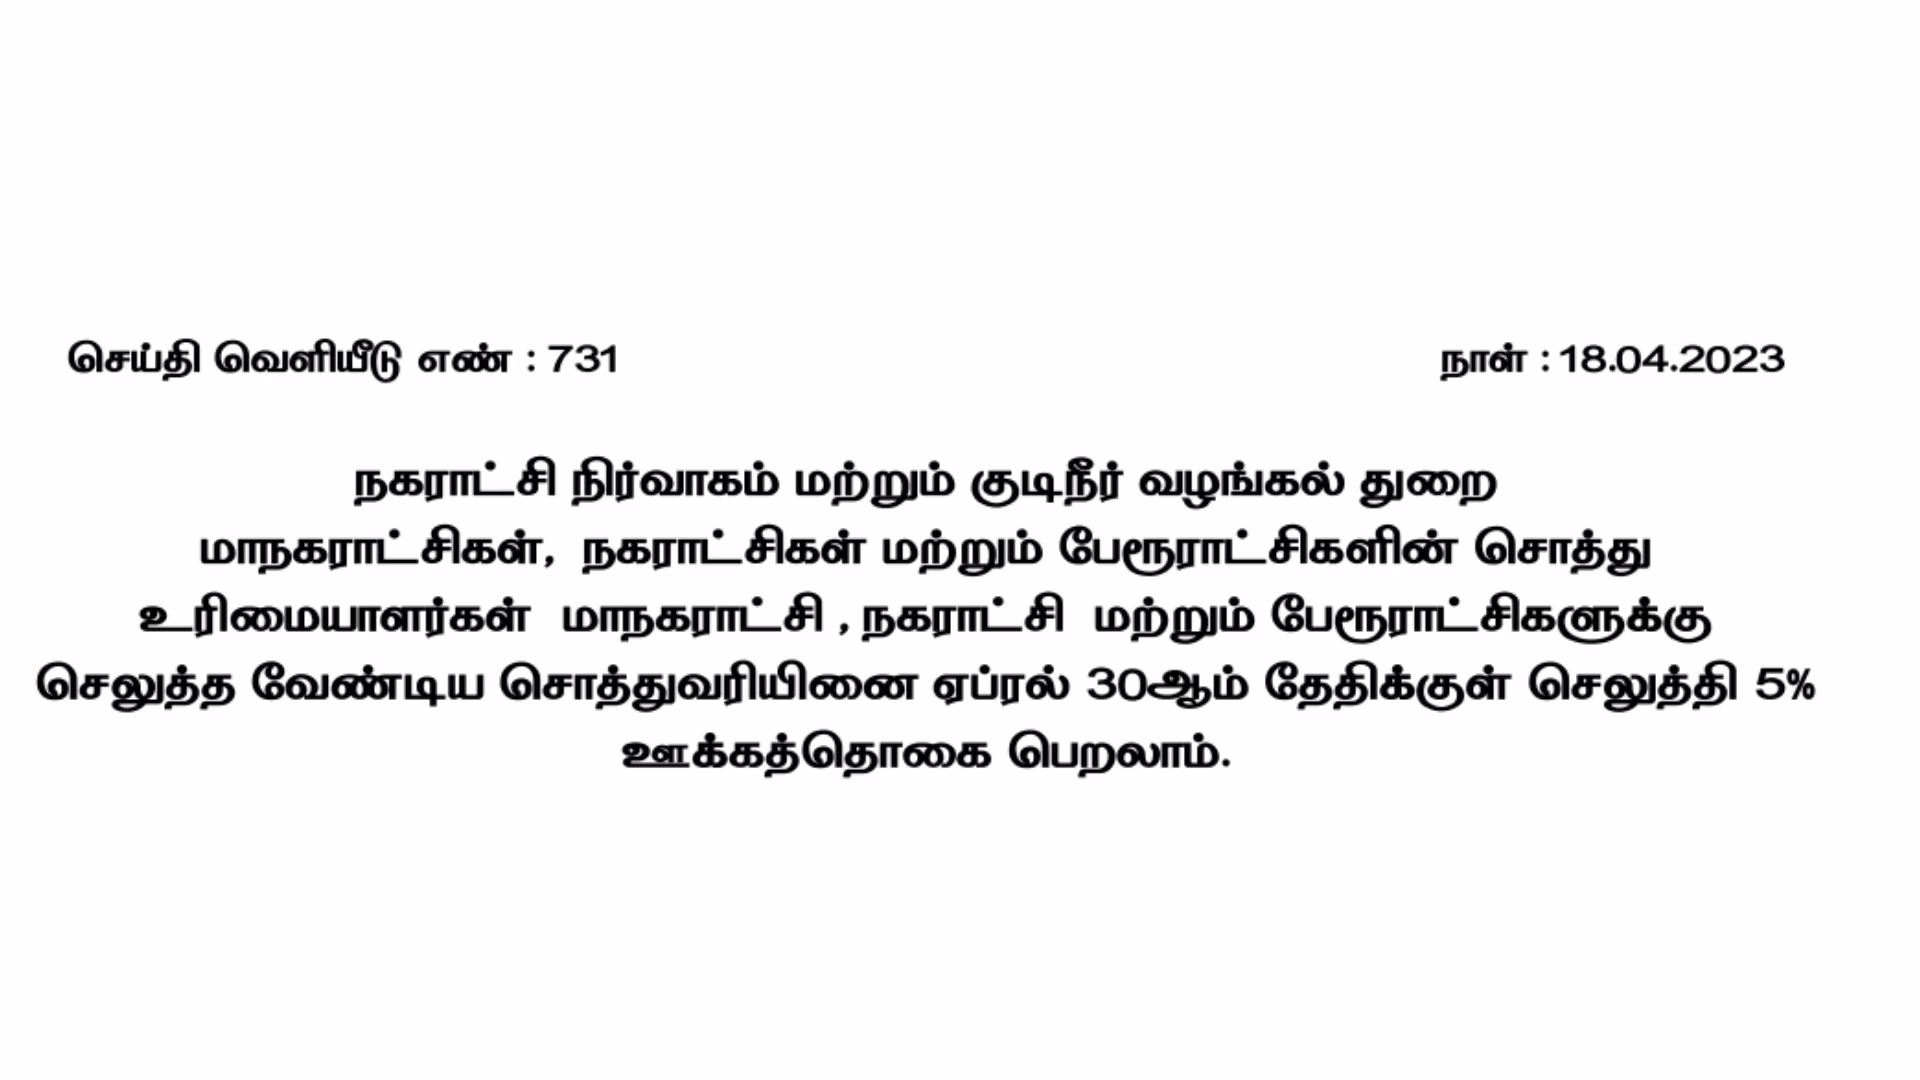 செய்தி வெளியீடு எண் : 731 நாள் : 18.04.2023
நகராட்சி நிர்வாகம் மற்றும் குடிநீர் வழங்கல் துறை
மாநகராட்சிகள், நகராட்சிகள் மற்றும் பேரூராட்சிகளின் சொத்து
உரிமையாளர்கள் மாநகராட்சி , நகராட்சி மற்றும் பேரூராட்சிகளுக்கு
செலுத்த வேண்டிய சொத்துவரியினை ஏப்ரல் 30ஆம் தேதிக்குள் செலுத்தி 5%
ஊக்கத்தொகை பெறலாம்.